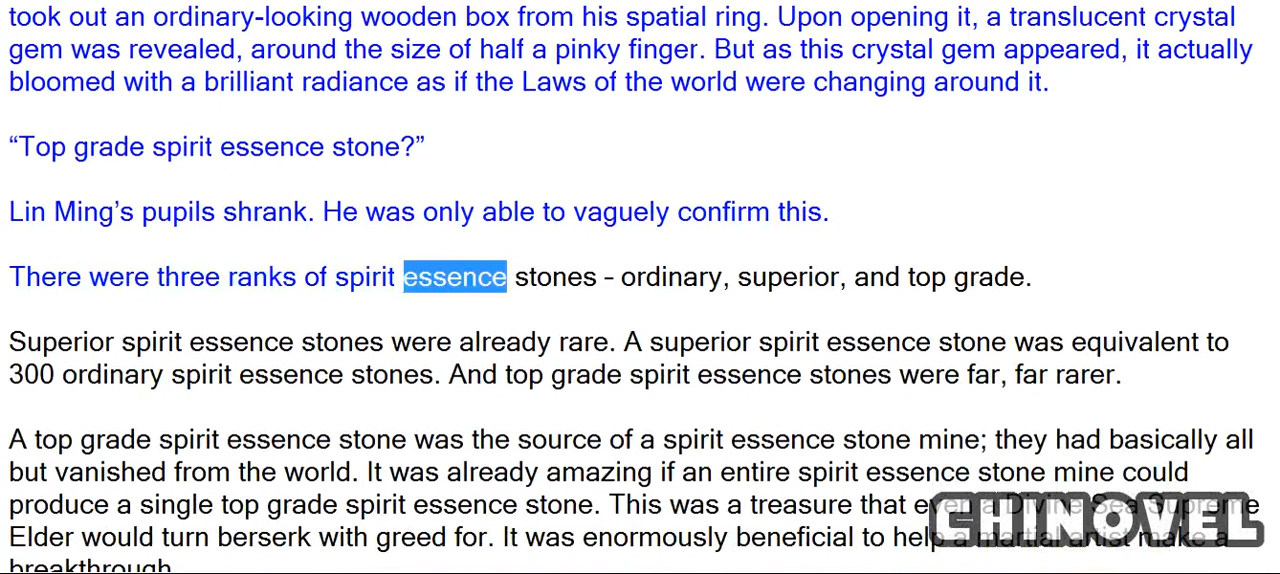 took out an ordinary-looking wooden box from his spatial ring. Upon opening it, a translucent crystal
gem was revealed, around the size of half a pinky finger. But as this crystal gem appeared, it actually
bloomed with a brilliant radiance as if the Laws of the world were changing around it.
“Top grade spirit essence stone?”
Lin Ming’s pupils shrank. He was only able to vaguely confirm this.
There were three ranks of spirit essence stones - ordinary, superior, and top grade.
Superior spirit essence stones were already rare. A superior spirit essence stone was equivalent to
300 ordinary spirit essence stones. And top grade spirit essence stones were far, far rarer.
A top grade spirit essence stone was the source of a spirit essence stone mine; they had basically all
but vanished from the world. It was already amazing if an entire spirit essence stone mine could
produce a single top grade spirit essence stone. This was a treasure that even a Divine Sea Supreme
Elder would turn berserk with greed for. It was enormously beneficial to help a martial artist make a
breakthrough
CHINOVEL